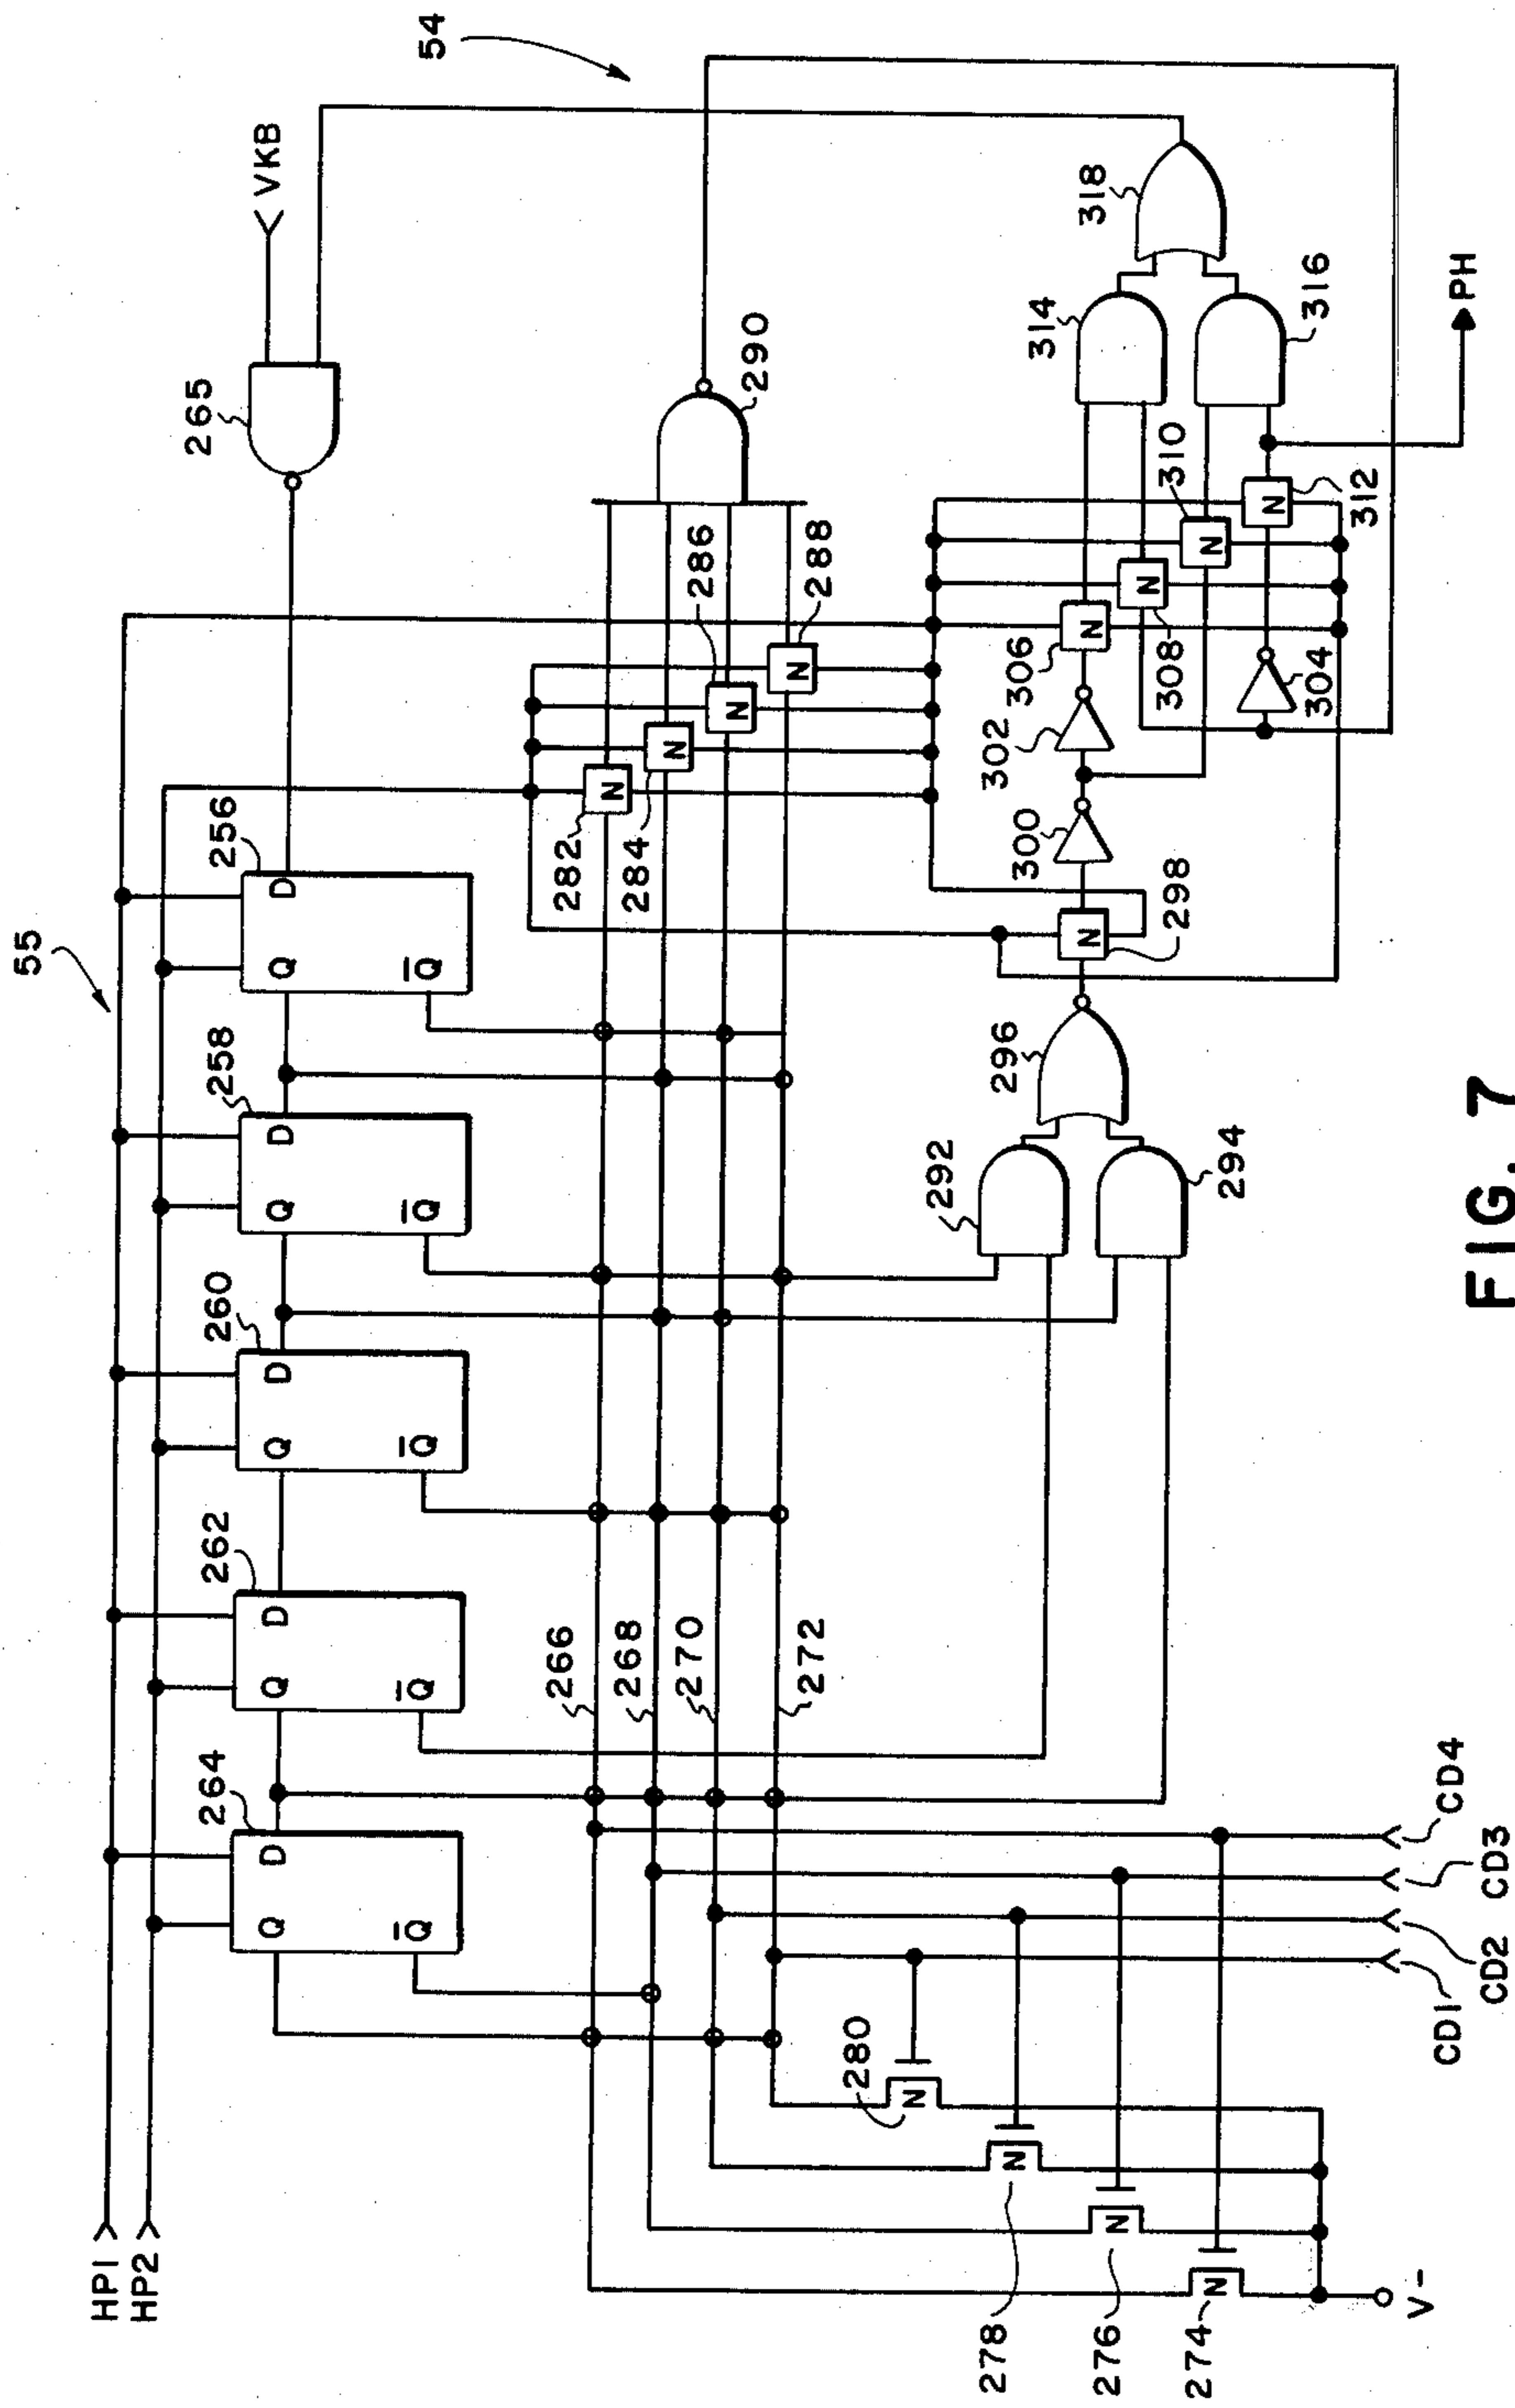 54
55
HP1
HP2
VKB
265
256
258
260
262
264
D
Q
Q̅
D
Q
Q̅
D
Q
Q̅
D
Q
Q̅
D
Q
Q̅
266
268
270
272
282
N
284
N
286
N
288
N
290
292
294
296
298
N
300
302
304
306
N
308
N
310
N
312
N
314
316
318
PH
280
N
278
N
276
N
274
N
CD1
CD2
CD3
CD4
V-
FIG. 7